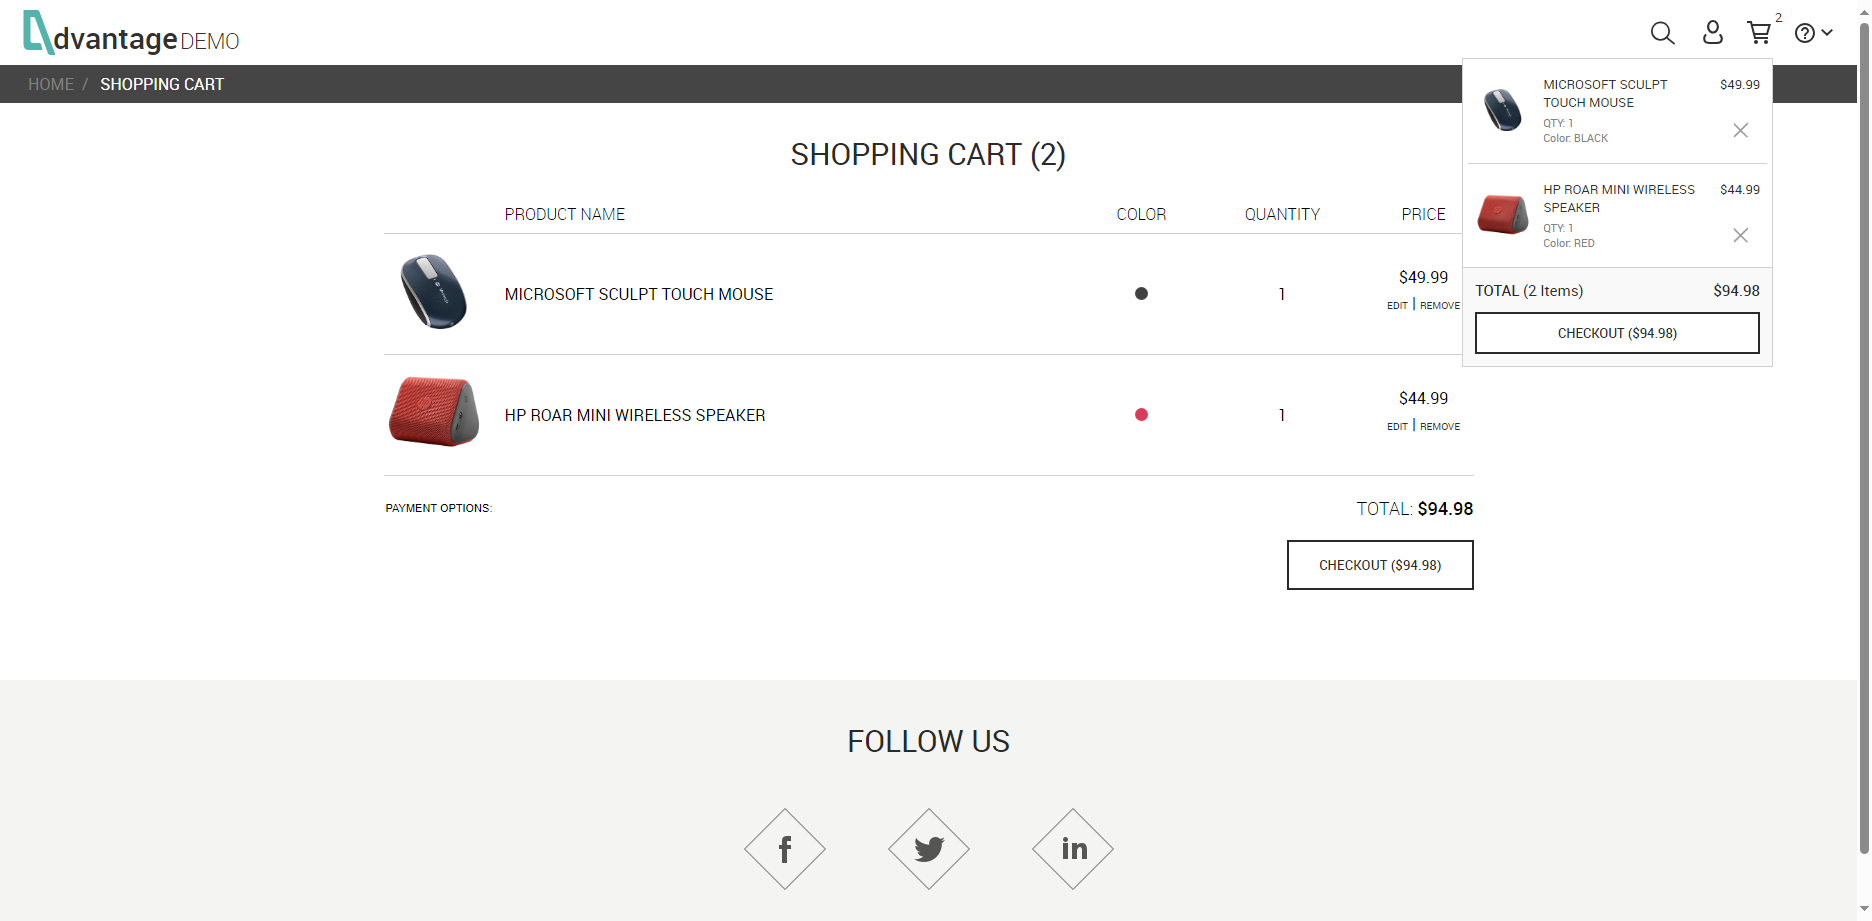 dvantage DEMO
2
HOME / SHOPPING CART
SHOPPING CART (2)
PRODUCT NAME COLOR QUANTITY PRICE
MICROSOFT SCULPT TOUCH MOUSE 1 $49.99
EDIT | REMOVE
HP ROAR MINI WIRELESS SPEAKER 1 $44.99
EDIT | REMOVE
PAYMENT OPTIONS: TOTAL: $94.98
CHECKOUT ($94.98)
MICROSOFT SCULPT $49.99
TOUCH MOUSE
QTY: 1
Color: BLACK
HP ROAR MINI WIRELESS $44.99
SPEAKER
QTY: 1
Color: RED
TOTAL (2 Items) $94.98
CHECKOUT ($94.98)
FOLLOW US
f
in